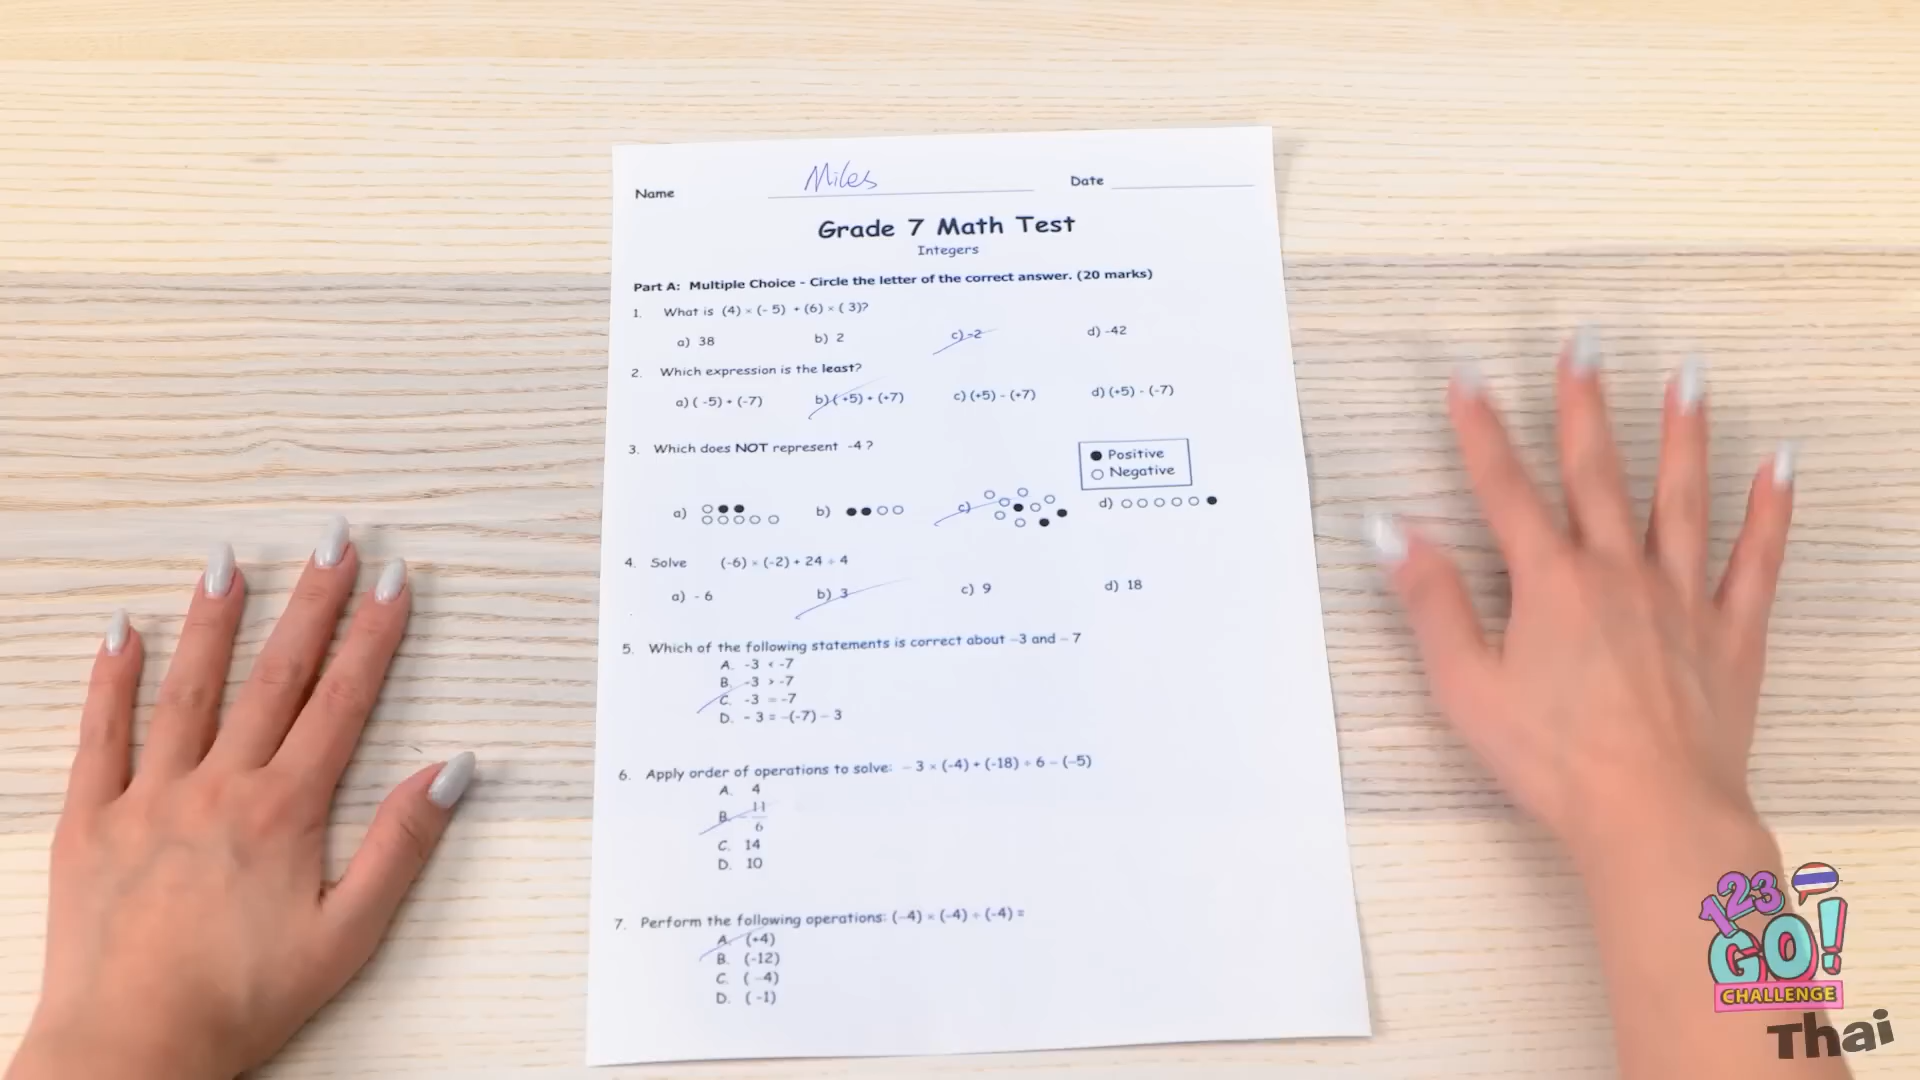 Name Miles Date
Grade 7 Math Test
Integers
Part A: Multiple Choice - Circle the letter of the correct answer. (20 marks)
1. What is (4) × (- 5) + (6) × ( 3)?
a) 38 b) 2 c) -2 d) -42
2. Which expression is the least?
a) ( -5) + (-7) b) ( +5) + (+7) c) (+5) - (+7) d) (+5) - (-7)
3. Which does NOT represent -4 ?
Positive
Negative
a) b) c) d)
4. Solve (-6) × (-2) + 24 ÷ 4
a) - 6 b) 3 c) 9 d) 18
5. Which of the following statements is correct about -3 and - 7
A. -3 < -7
B. -3 > -7
C. -3 = -7
D. - 3 = -(-7) - 3
6. Apply order of operations to solve: - 3 × (-4) + (-18) ÷ 6 - (-5)
A. 4
B. - 11
6
C. 14
D. 10
7. Perform the following operations: (-4) × (-4) ÷ (-4) =
A. (+4)
B. (-12)
C. ( -4)
D. ( -1)
123
GO!
CHALLENGE
Thai